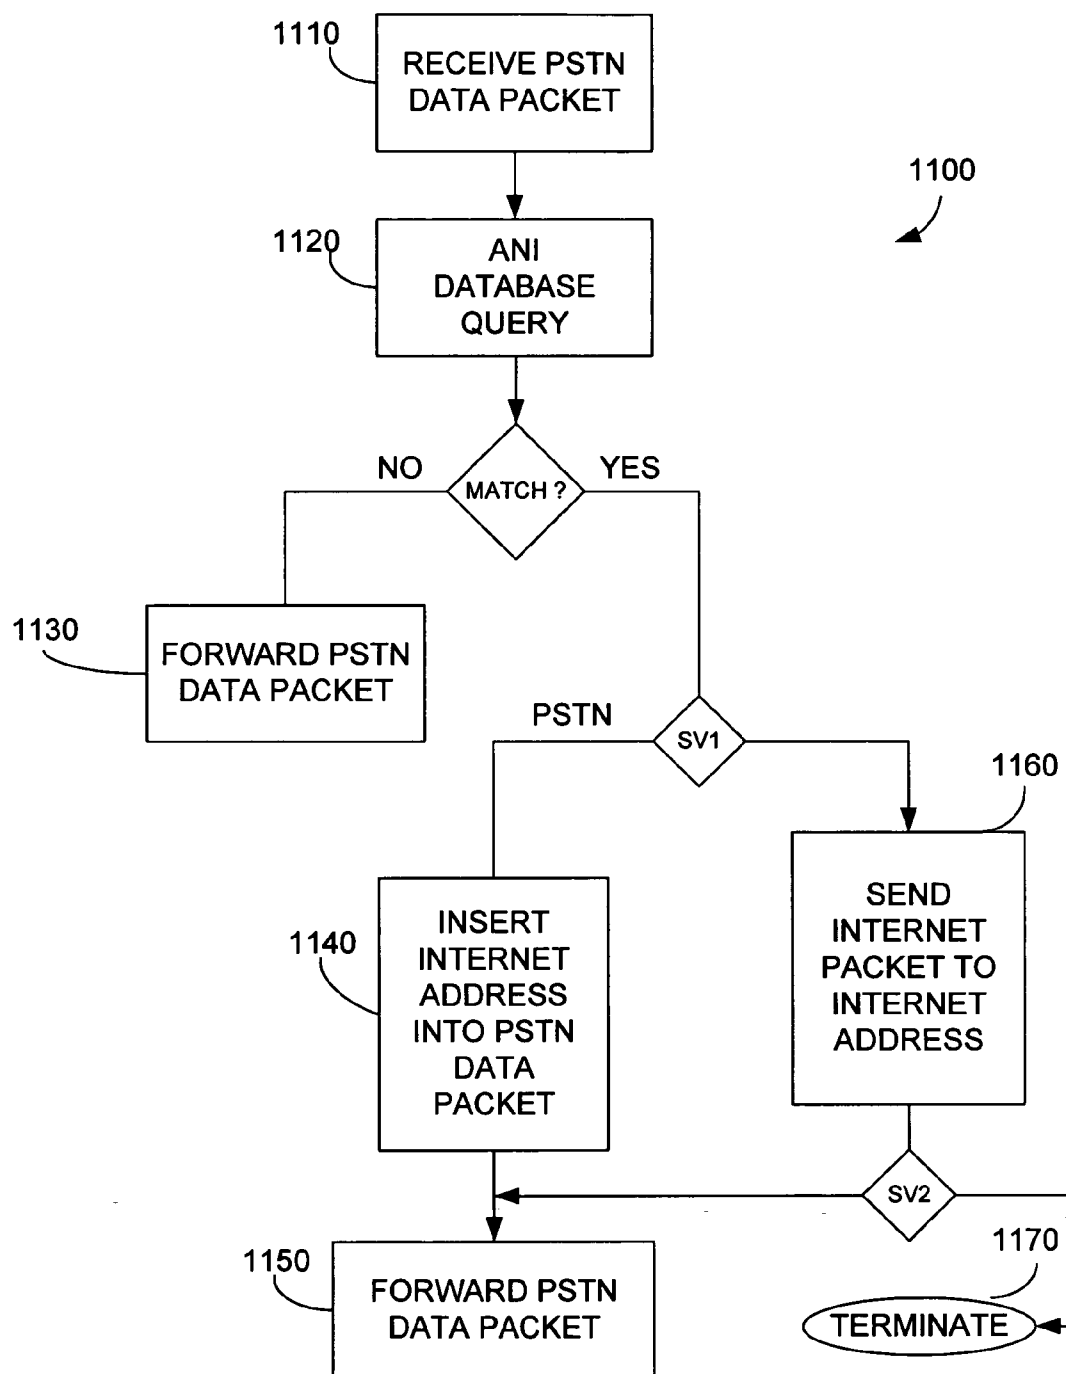 1110
RECEIVE PSTN
DATA PACKET
1100
1120
ANI
DATABASE
QUERY
NO
YES
MATCH ?
1130
FORWARD PSTN
DATA PACKET
PSTN
SV1
1160
SEND
INTERNET
PACKET TO
INTERNET
ADDRESS
1140
INSERT
INTERNET
ADDRESS
INTO PSTN
DATA
PACKET
SV2
1150
FORWARD PSTN
DATA PACKET
1170
TERMINATE